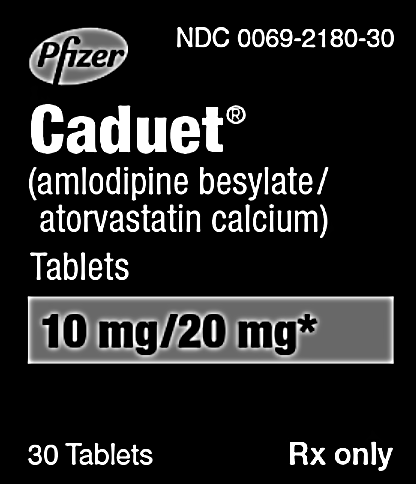 Pfizer
NDC 0069-2180-30
Caduet®
(amlodipine besylate/
atorvastatin calcium)
Tablets
10 mg/20 mg*
30 Tablets
Rx only